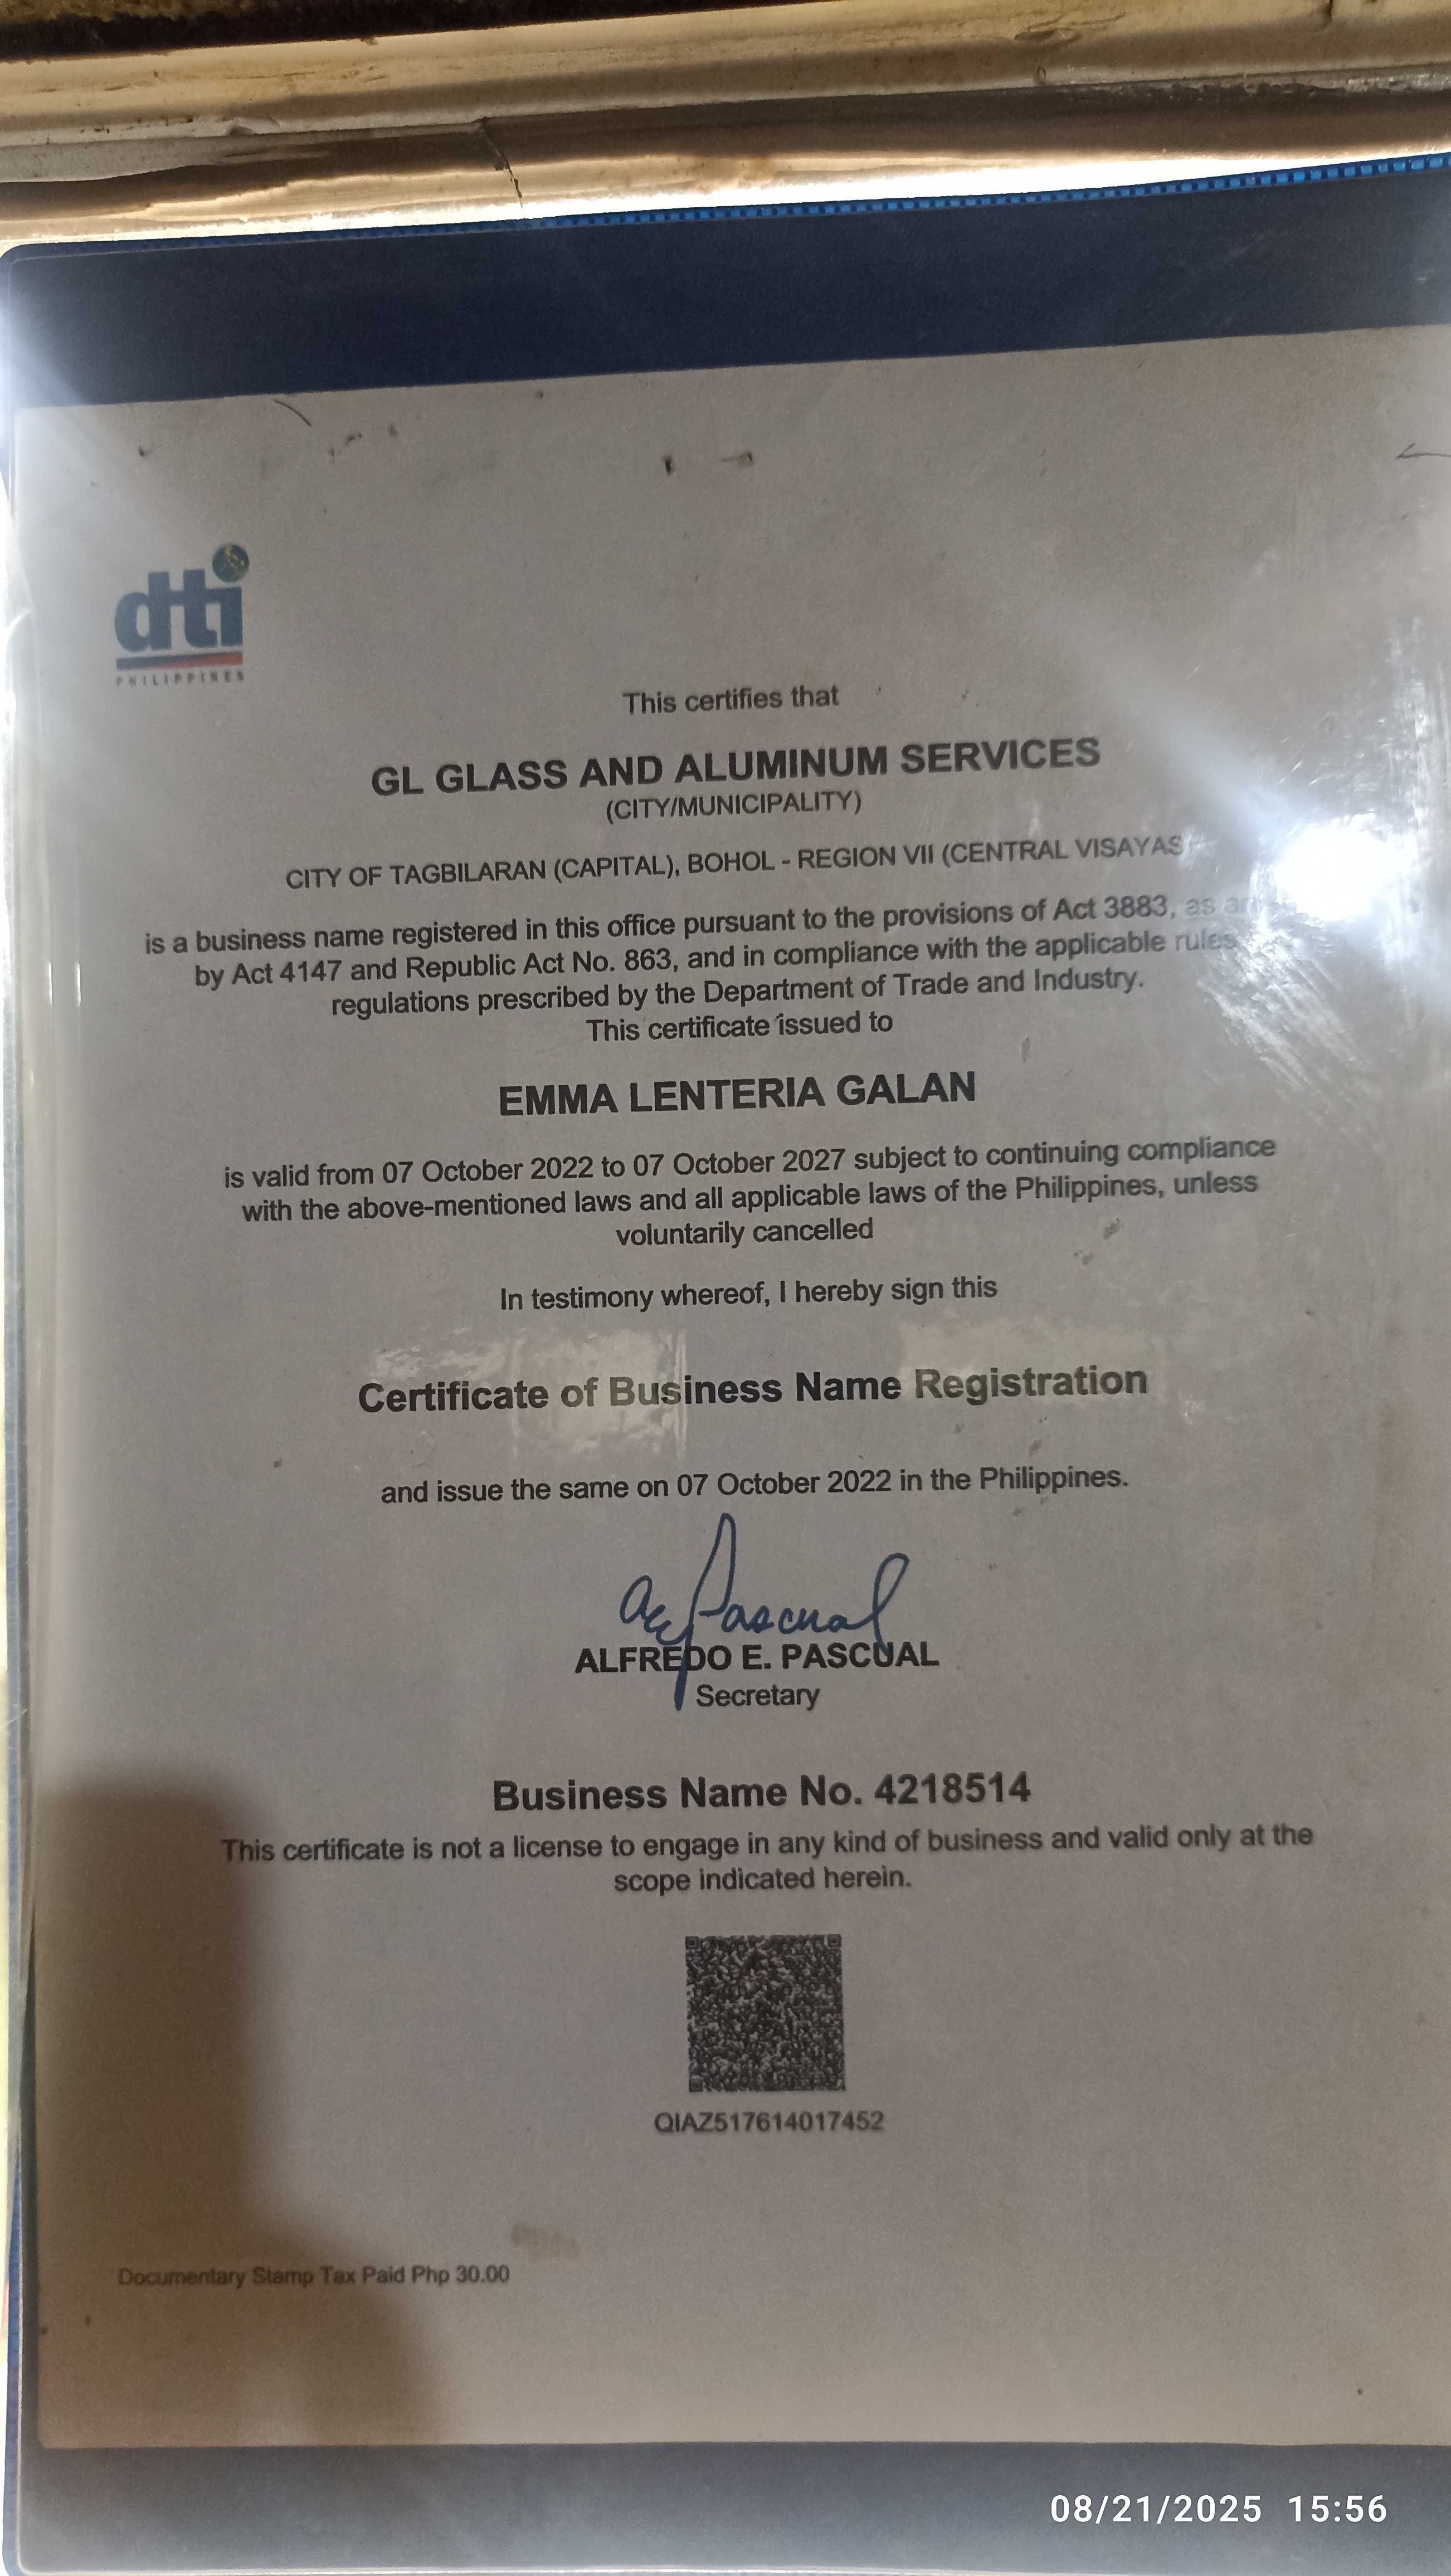 dti
PHILIPPINES
This certifies that
GL GLASS AND ALUMINUM SERVICES
(CITY/MUNICIPALITY)
CITY OF TAGBILARAN (CAPITAL), BOHOL - REGION VII (CENTRAL VISAYAS
is a business name registered in this office pursuant to the provisions of Act 3883, as
by Act 4147 and Republic Act No. 863, and in compliance with the applicable rules
regulations prescribed by the Department of Trade and Industry.
This certificate issued to
EMMA LENTERIA GALAN
is valid from 07 October 2022 to 07 October 2027 subject to continuing compliance
with the above-mentioned laws and all applicable laws of the Philippines, unless
voluntarily cancelled
In testimony whereof, I hereby sign this
Certificate of Business Name Registration
and issue the same on 07 October 2022 in the Philippines.
ALFREDO E. PASCUAL
Secretary
Business Name No. 4218514
This certificate is not a license to engage in any kind of business and valid only at the
scope indicated herein.
QIAZ517614017452
Documentary Stamp Tax Paid Php 30.00
08/21/2025 15:56